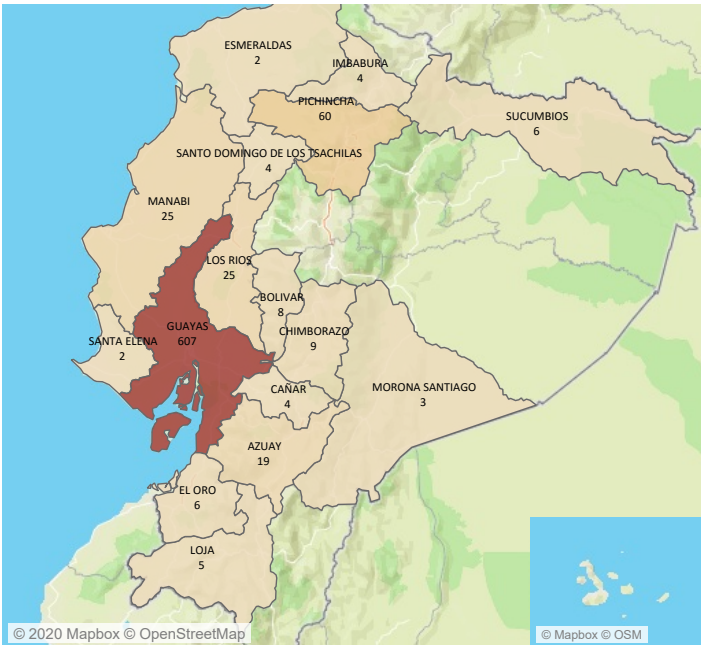 ESMERALDAS
2
IMBABURA
4
PICHINCHA
60
SUCUMBIOS
6
SANTO DOMINGO DE LOS TSACHILAS
4
MANABI
25
LOS RIOS
25
BOLIVAR
8
GUAYAS
607
CHIMBORAZO
9
SANTA ELENA
2
CAÑAR
4
MORONA SANTIAGO
3
AZUAY
19
EL ORO
6
LOJA
5
© 2020 Mapbox © OpenStreetMap
© Mapbox © OSM